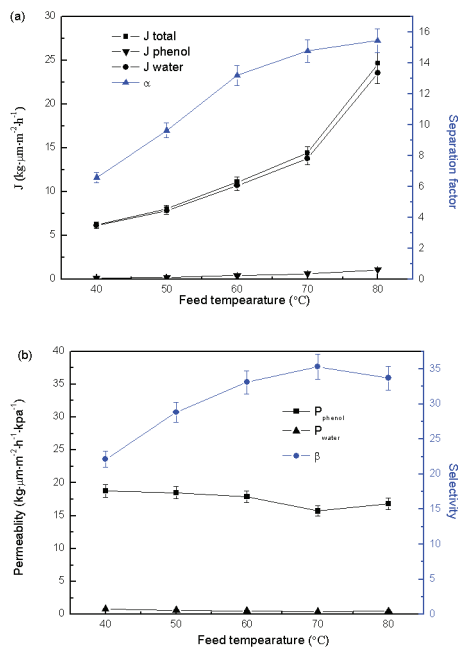 (a)
J total
J phenol
J water
α
J (kg·μm·m-2·h-1)
30
25
20
15
10
5
0
16
14
12
10
8
6
4
2
0
Separation factor
40 50 60 70 80
Feed tempearature (°C)
(b)
P phenol
P water
β
Permeablity (kg·μm·m-2·h-1·kpa-1)
40
35
30
25
20
15
10
5
0
35
30
25
20
15
10
5
0
Selectivity
40 50 60 70 80
Feed tempearature (°C)